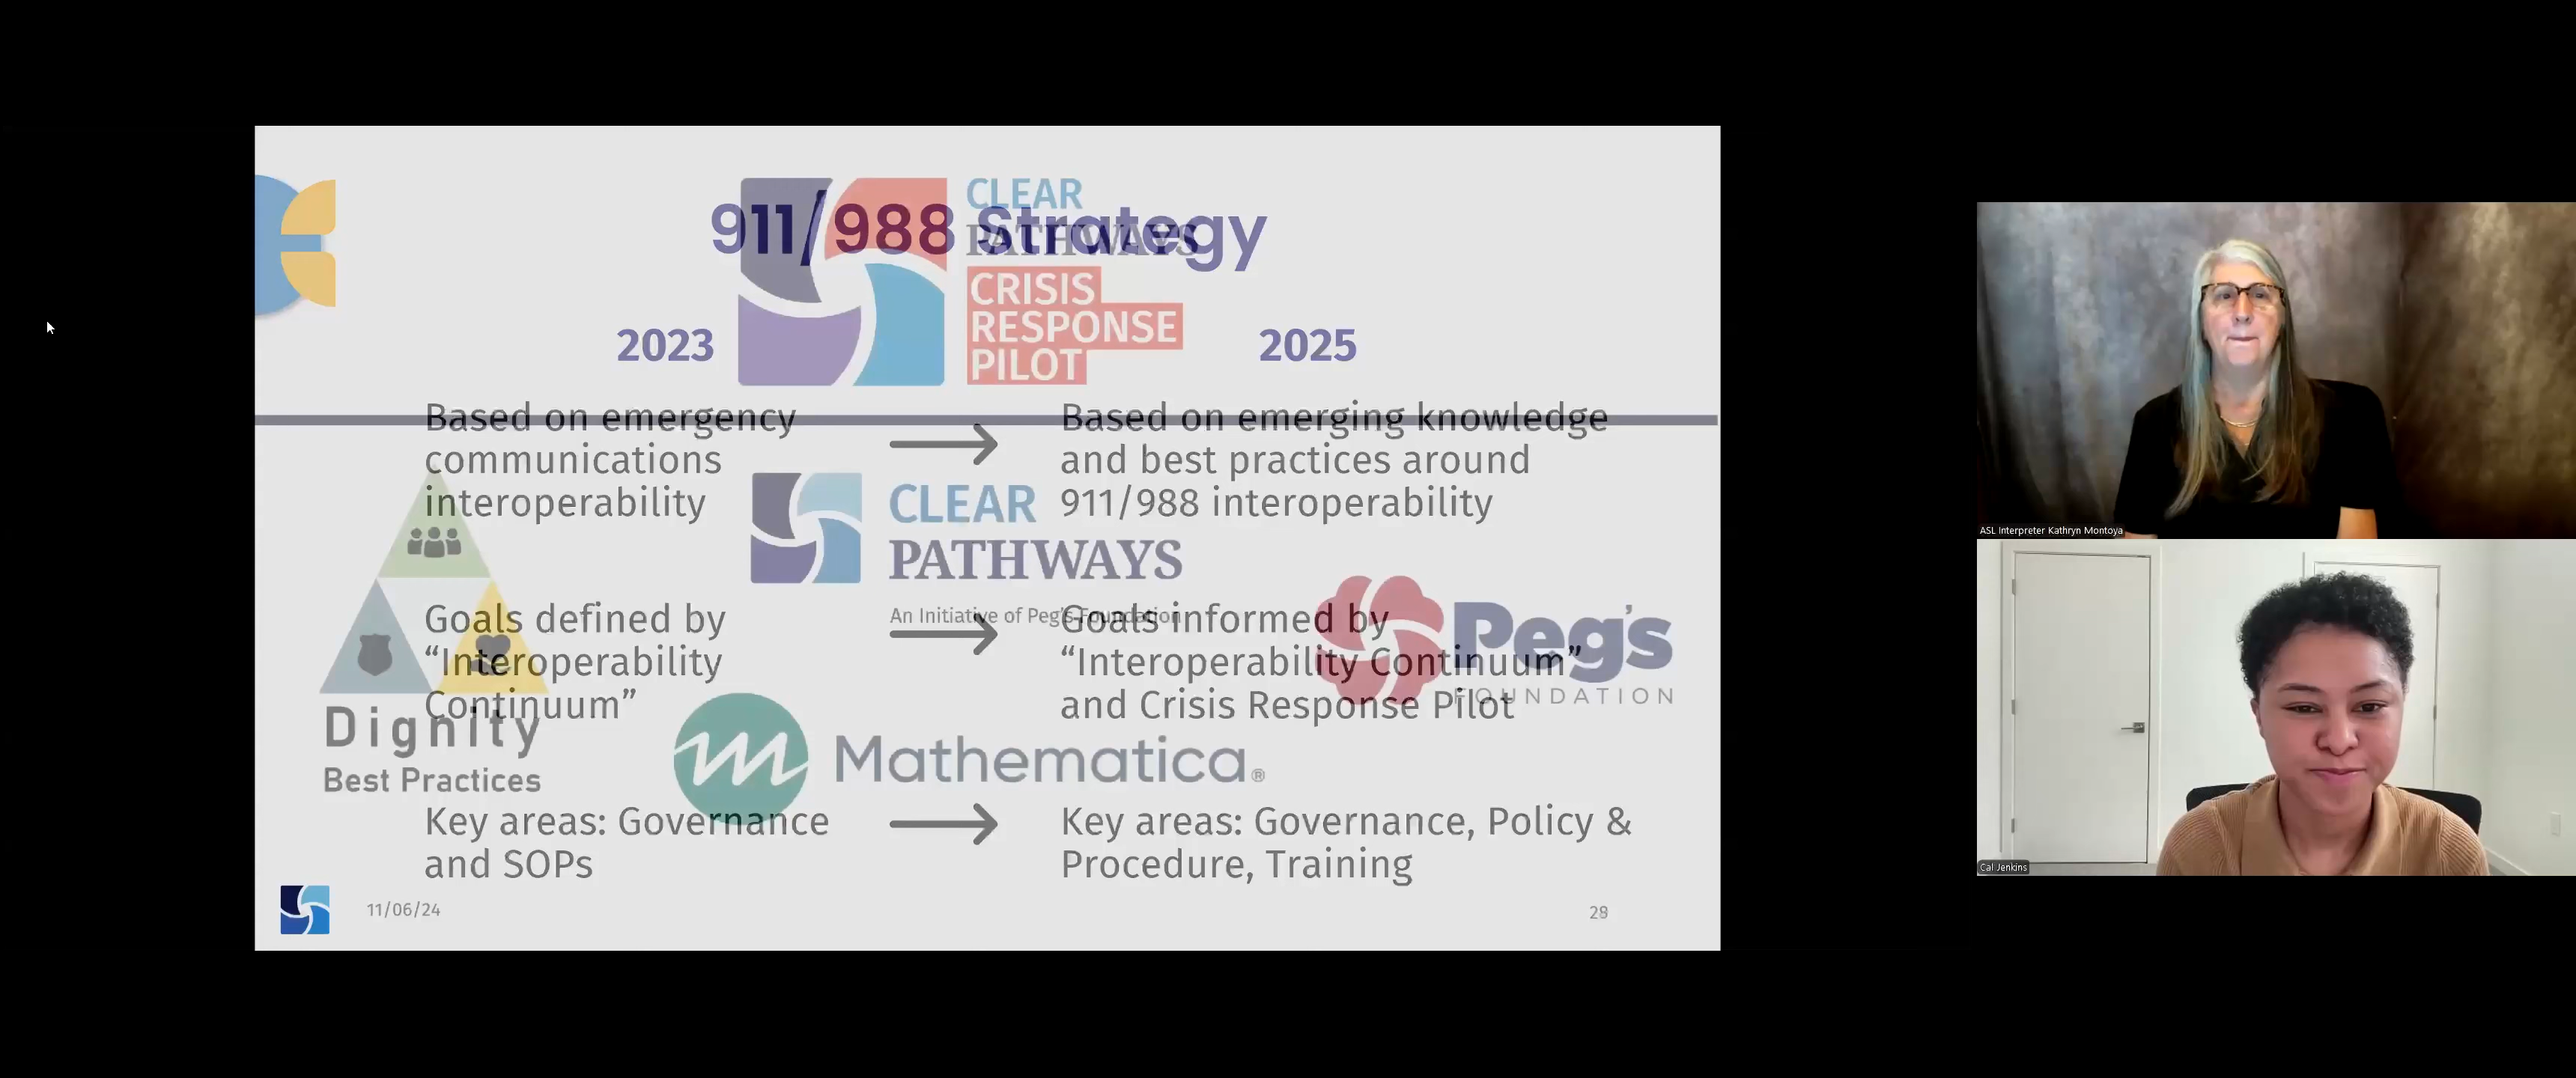 911/988 Strategy
CLEAR
PATHWAYS
CRISIS
RESPONSE
PILOT
2023
2025
Based on emergency
communications
interoperability
Based on emerging knowledge
and best practices around
911/988 interoperability
CLEAR
PATHWAYS
An Initiative of Peg's Foundation
Goals defined by
“Interoperability
Continuum”
Goals informed by
“Interoperability Continuum”
and Crisis Response Pilot
Peg's
FOUNDATION
Dignity
Best Practices
Mathematica®
Key areas: Governance
and SOPs
Key areas: Governance, Policy &
Procedure, Training
11/06/24
ASL Interpreter Kathryn Montoya
Cal Jenkins